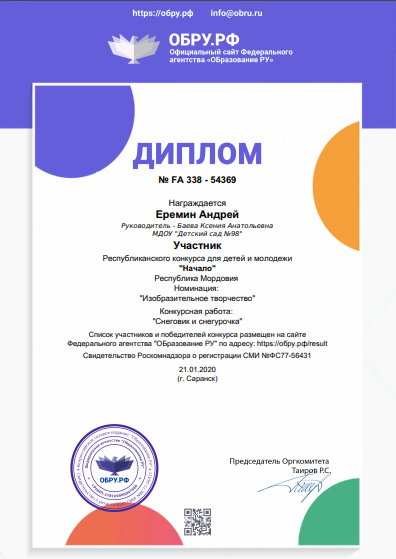 https://обру.рф info@obru.ru
ОБРУ.РФ
Официальный сайт Федерального
агентства «ОБразование РУ»
ДИПЛОМ
№ FA 338 - 54369
Награждается
Еремин Андрей
Руководитель - Баева Ксения Анатольевна
МДОУ "Детский сад №98"
Участник
Республиканского конкурса для детей и молодежи
"Начало"
Республика Мордовия
Номинация:
"Изобразительное творчество"
Конкурсная работа:
"Снеговик и снегурочка"
Список участников и победителей конкурса размещен на сайте
Федерального агентства "ОБразование РУ" по адресу: https://обру.рф/result
Свидетельство Роскомнадзора о регистрации СМИ №ФС77-56431
21.01.2020
(г. Саранск)
ОБРУ.РФ
Председатель Оргкомитета
Таиров Р.С.